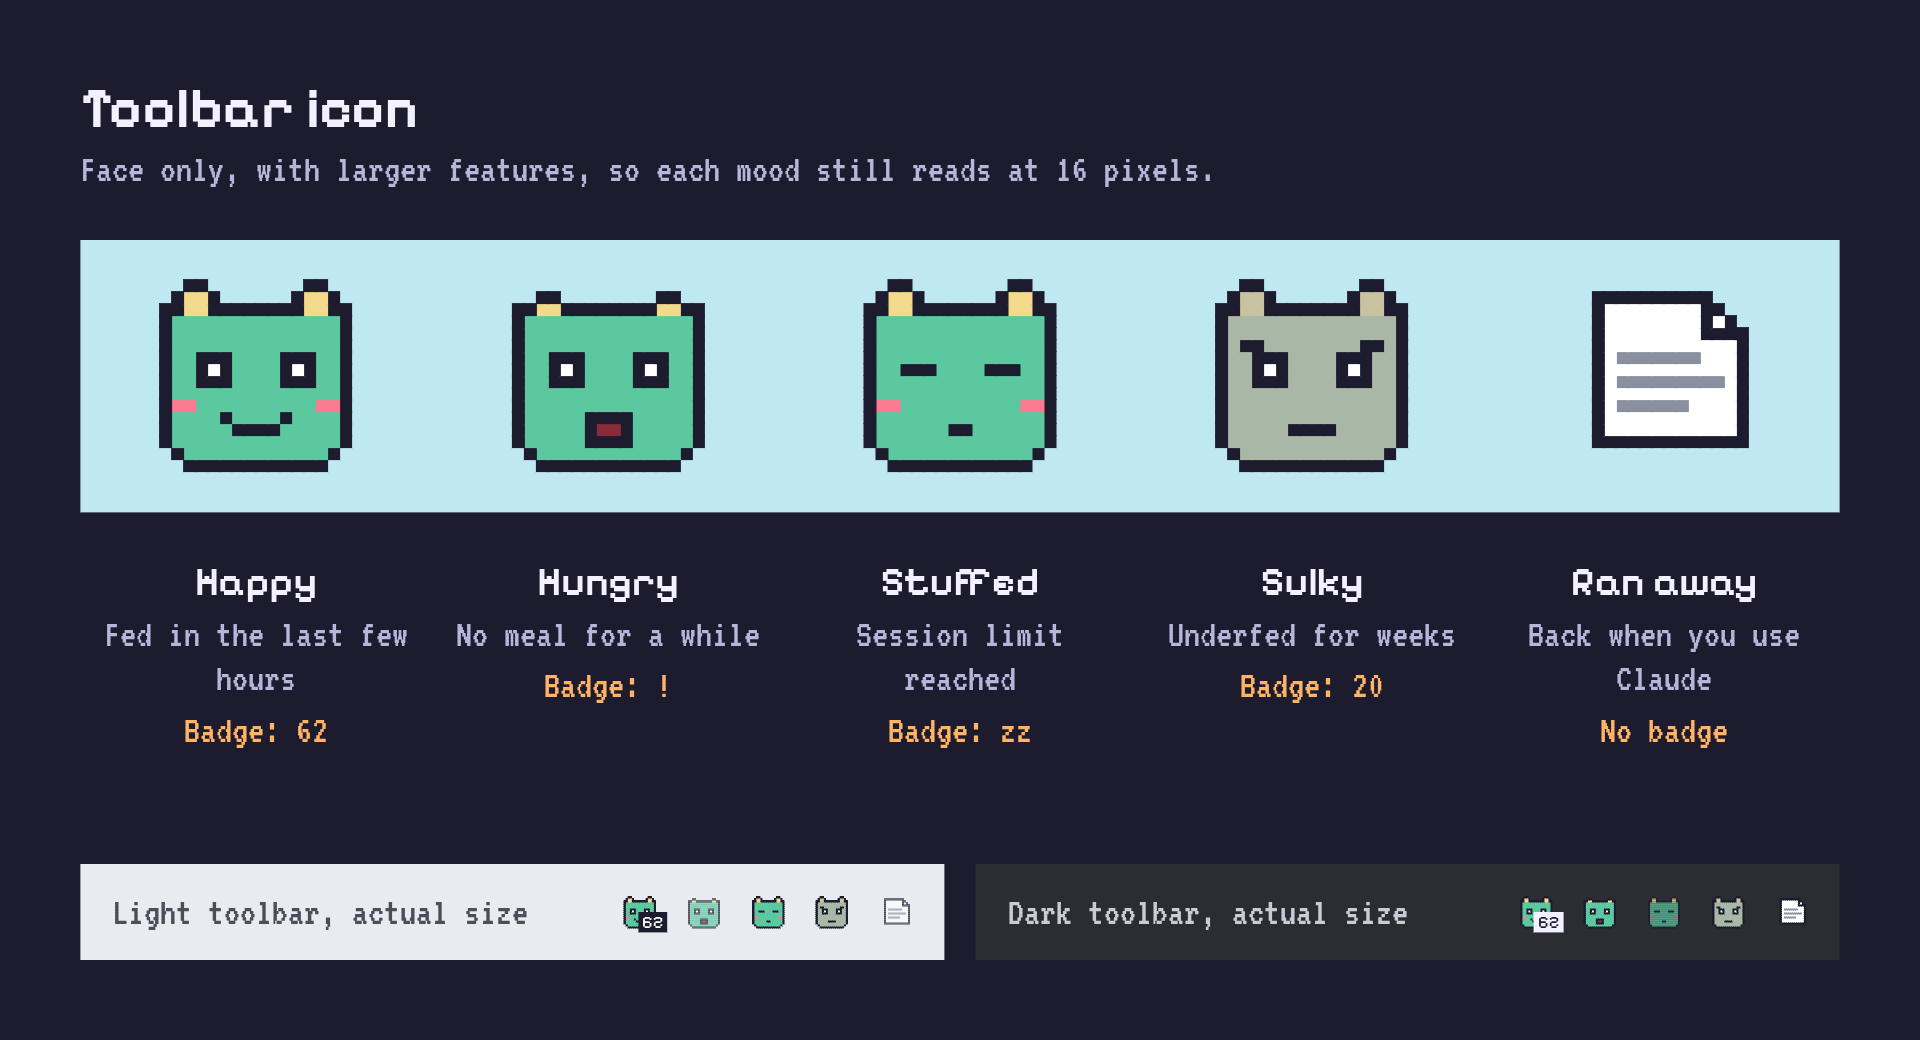 Toolbar icon
Face only, with larger features, so each mood still reads at 16 pixels.
Happy
Fed in the last few
hours
Badge: 62
Hungry
No meal for a while
Badge: !
Stuffed
Session limit
reached
Badge: zz
Sulky
Underfed for weeks
Badge: 20
Ran away
Back when you use
Claude
No badge
Light toolbar, actual size
62
Dark toolbar, actual size
62